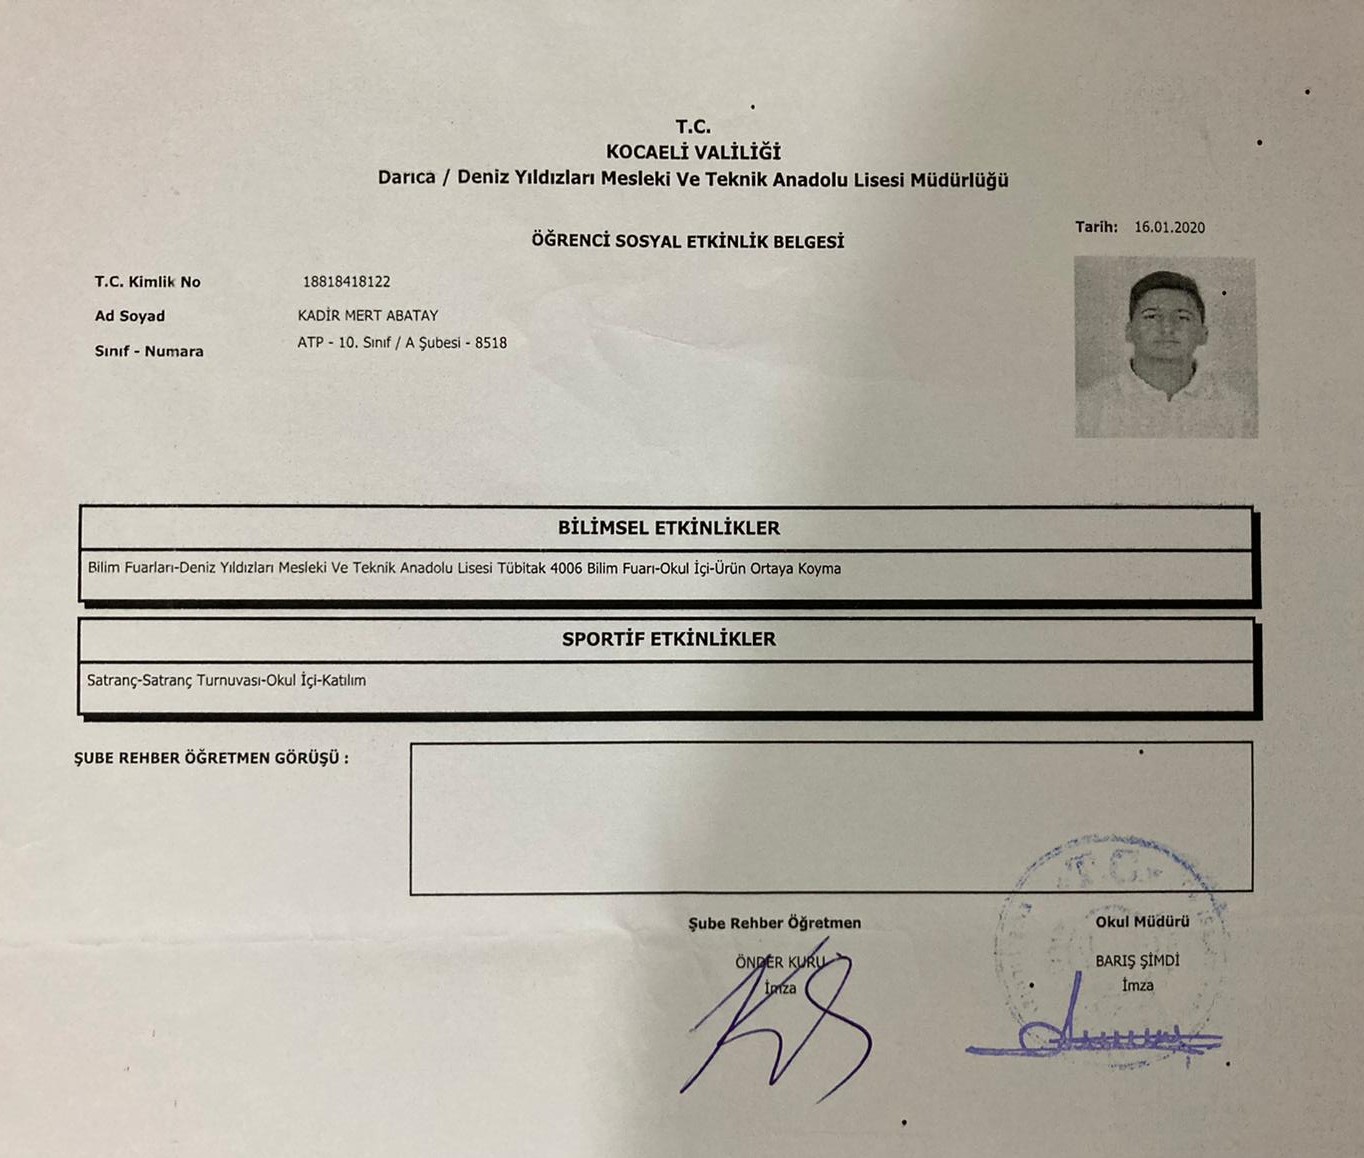 T.C.
KOCAELİ VALİLİĞİ
Darıca / Deniz Yıldızları Mesleki Ve Teknik Anadolu Lisesi Müdürlüğü
Tarih: 16.01.2020
ÖĞRENCİ SOSYAL ETKİNLİK BELGESİ
T.C. Kimlik No 18818418122
Ad Soyad KADİR MERT ABATAY
Sınıf - Numara ATP - 10. Sınıf / A Şubesi - 8518
BİLİMSEL ETKİNLİKLER
Bilim Fuarları-Deniz Yıldızları Mesleki Ve Teknik Anadolu Lisesi Tübitak 4006 Bilim Fuarı-Okul İçi-Ürün Ortaya Koyma
SPORTİF ETKİNLİKLER
Satranç-Satranç Turnuvası-Okul İçi-Katılım
ŞUBE REHBER ÖĞRETMEN GÖRÜŞÜ :
Şube Rehber Öğretmen
ÖNDER KURU
İmza
Okul Müdürü
BARIŞ ŞİMDİ
İmza
T.C.